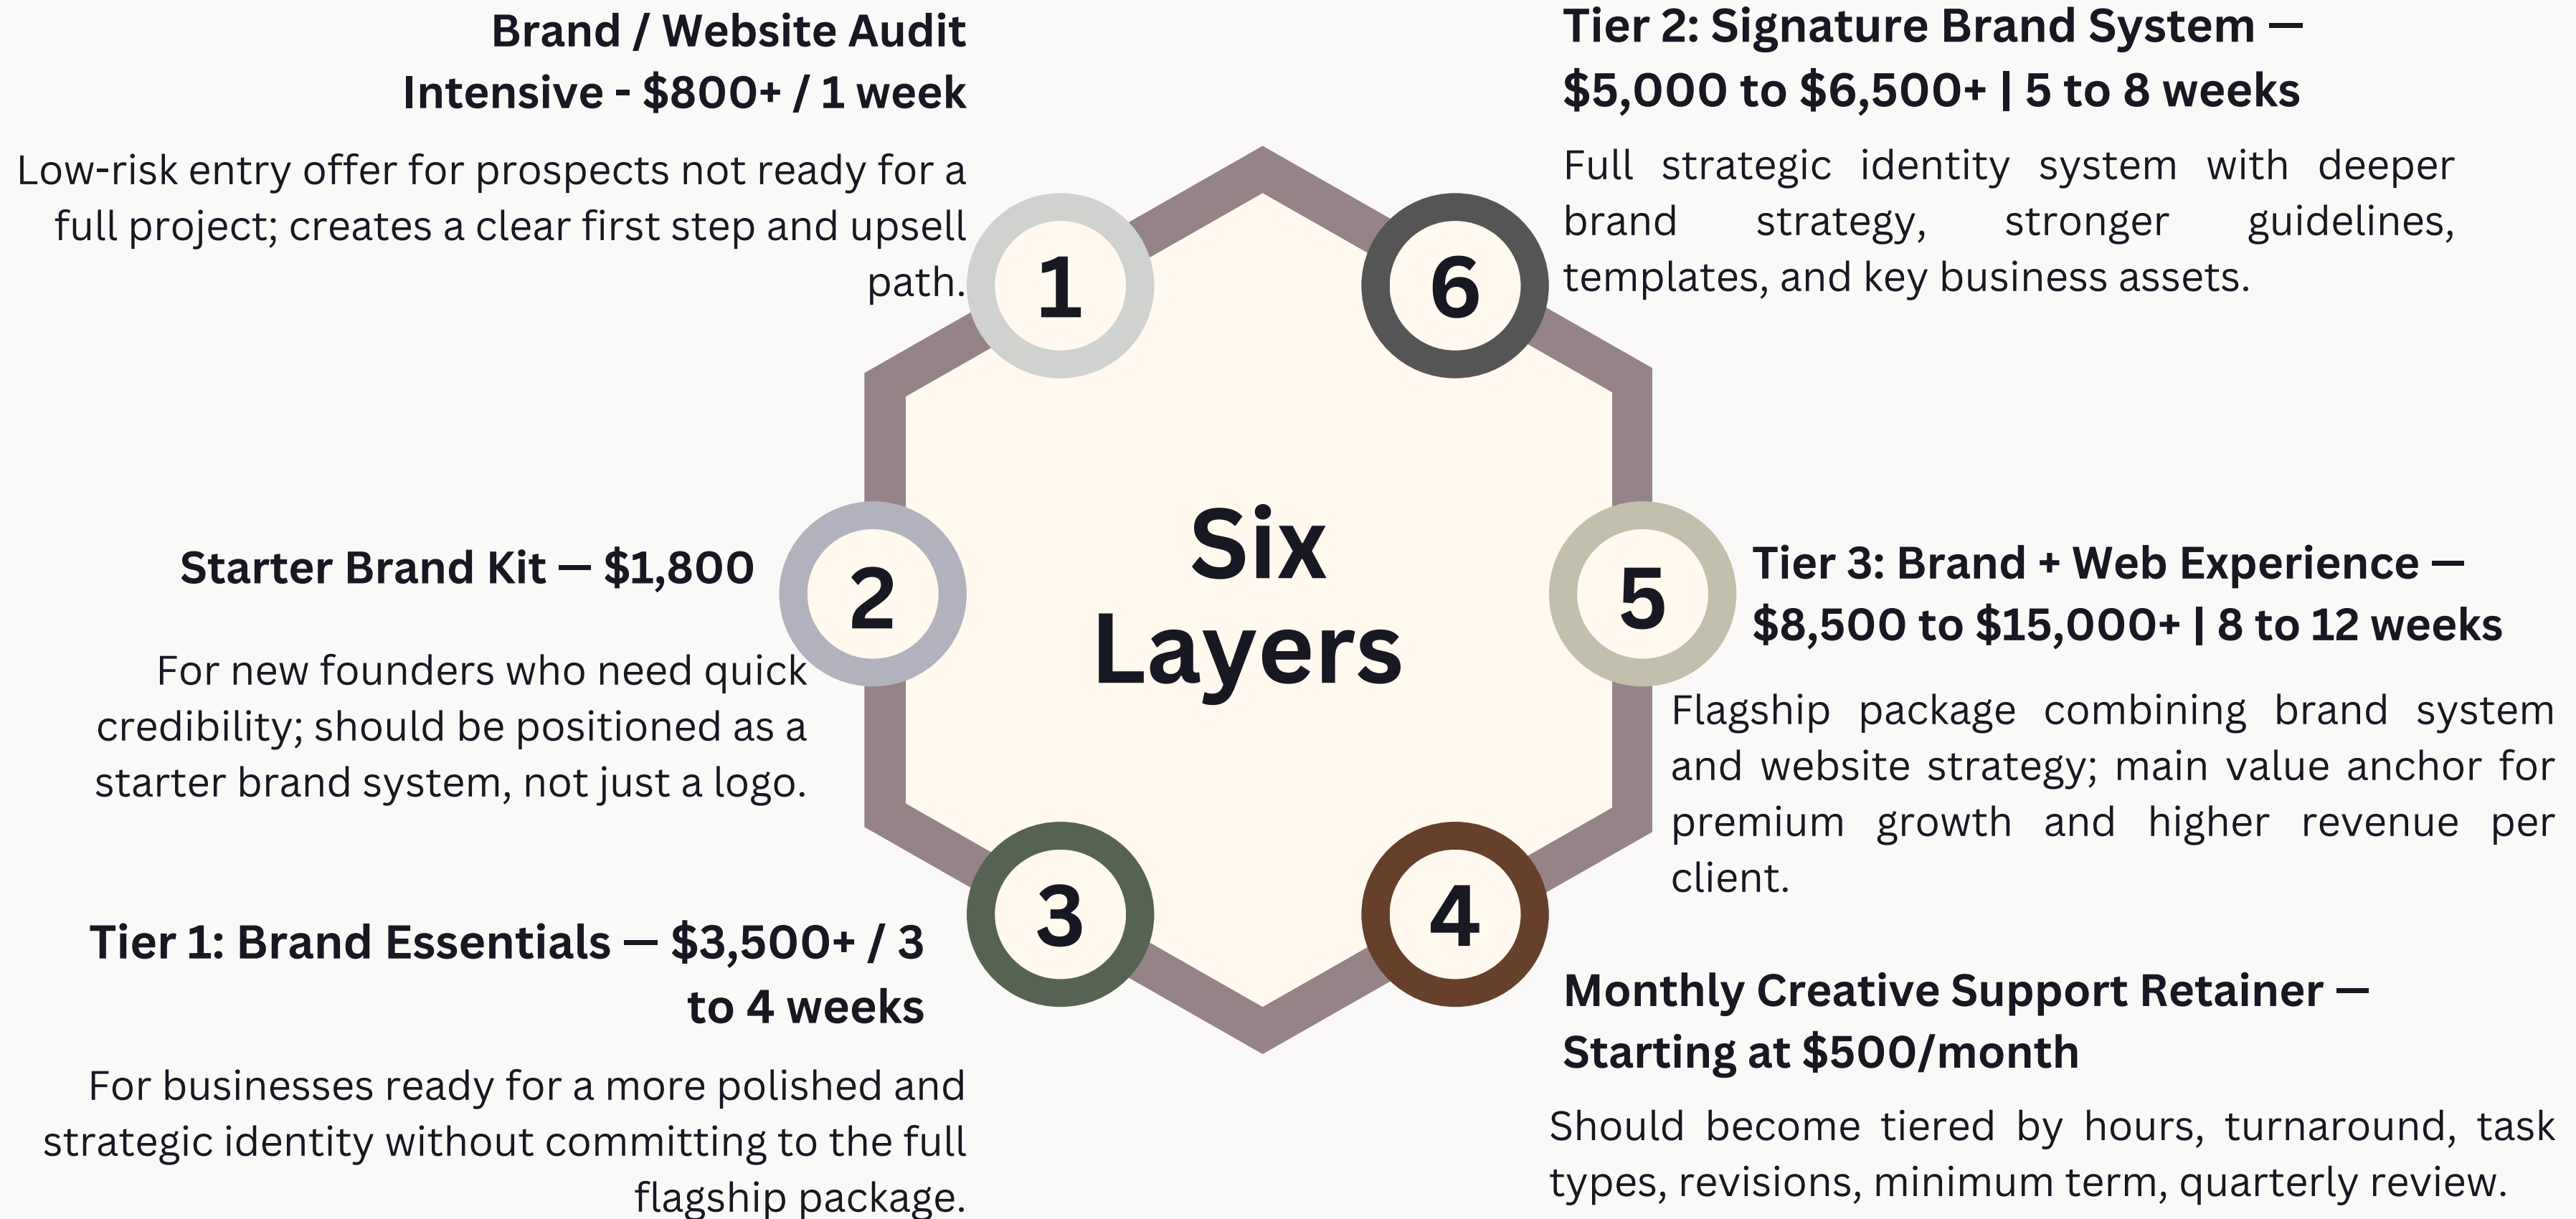 Brand / Website Audit
Intensive - $800+ / 1 week
Low-risk entry offer for prospects not ready for a
full project; creates a clear first step and upsell
path.
1
Starter Brand Kit — $1,800
For new founders who need quick
credibility; should be positioned as a
starter brand system, not just a logo.
2
Tier 1: Brand Essentials — $3,500+ / 3
to 4 weeks
For businesses ready for a more polished and
strategic identity without committing to the full
flagship package.
3
Six
Layers
6
Tier 2: Signature Brand System —
$5,000 to $6,500+ | 5 to 8 weeks
Full strategic identity system with deeper
brand strategy, stronger guidelines,
templates, and key business assets.
5
Tier 3: Brand + Web Experience —
$8,500 to $15,000+ | 8 to 12 weeks
Flagship package combining brand system
and website strategy; main value anchor for
premium growth and higher revenue per
client.
4
Monthly Creative Support Retainer —
Starting at $500/month
Should become tiered by hours, turnaround, task
types, revisions, minimum term, quarterly review.